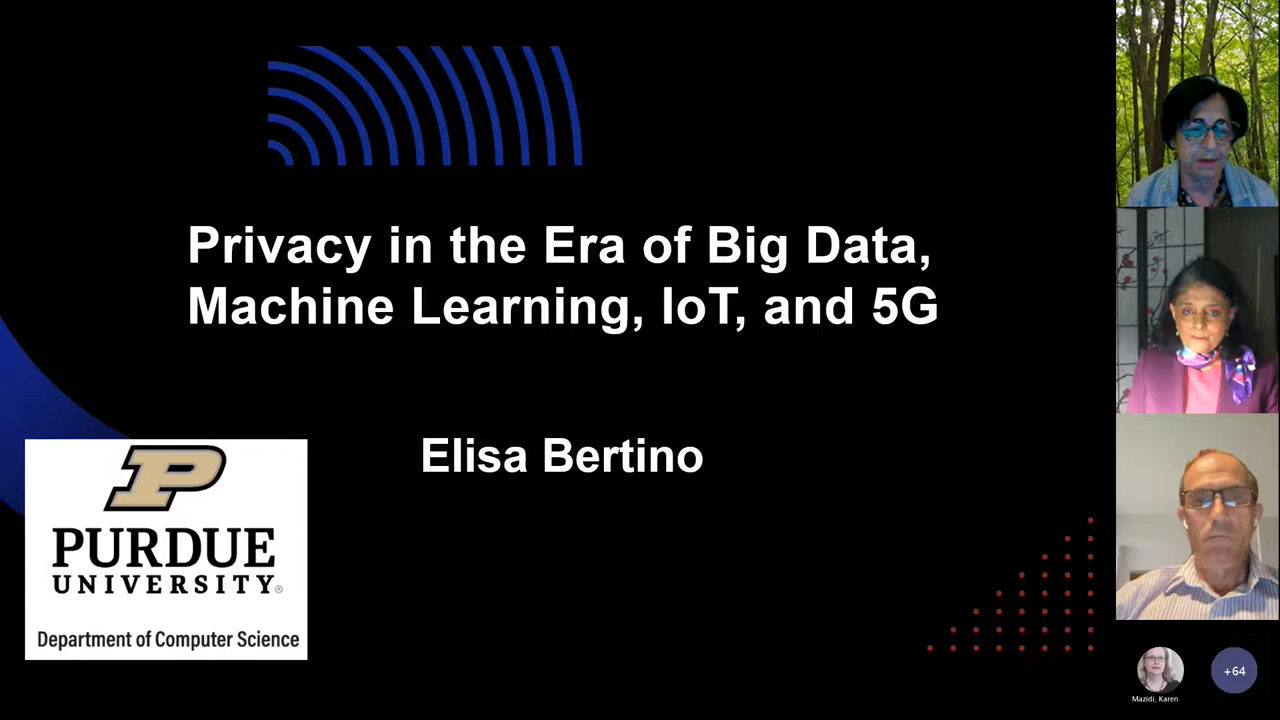 Privacy in the Era of Big Data,
Machine Learning, IoT, and 5G
Elisa Bertino
P
PURDUE
UNIVERSITY®
Department of Computer Science
Mazidi, Karen
+64